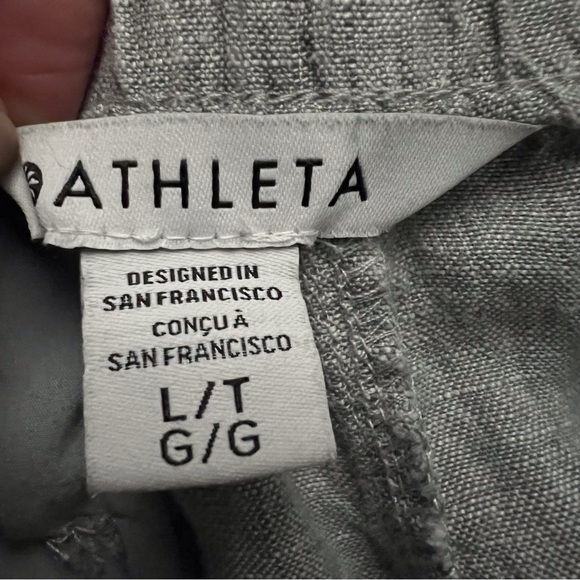 ATHLETA
DESIGNED IN
SAN FRANCISCO
CONÇU À
SAN FRANCISCO
L/T
G/G